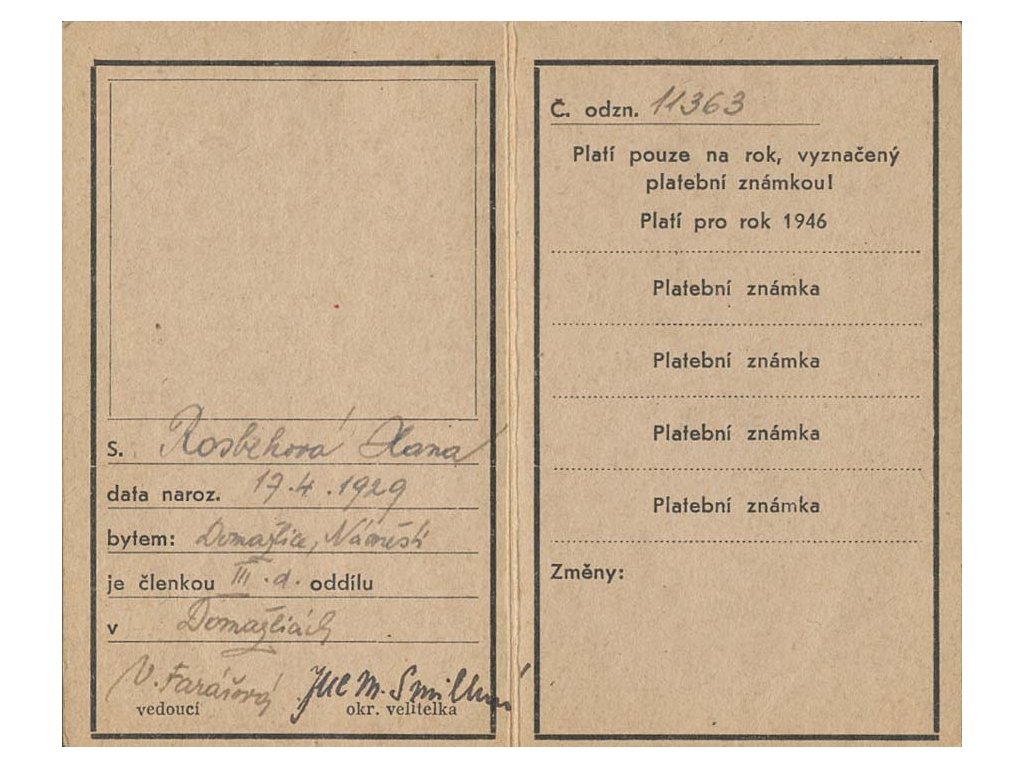 S. Rosbehová Hana
data naroz. 17.4.1929
bytem: Domažlice, Náměstí
je členkou III.d. oddílu
v Domažlicích
V. Farášová
vedoucí okr. velitelka
Č. odzn. 11363
Platí pouze na rok, vyznačený
platební známkou!
Platí pro rok 1946
Platební známka
Platební známka
Platební známka
Platební známka
Změny: